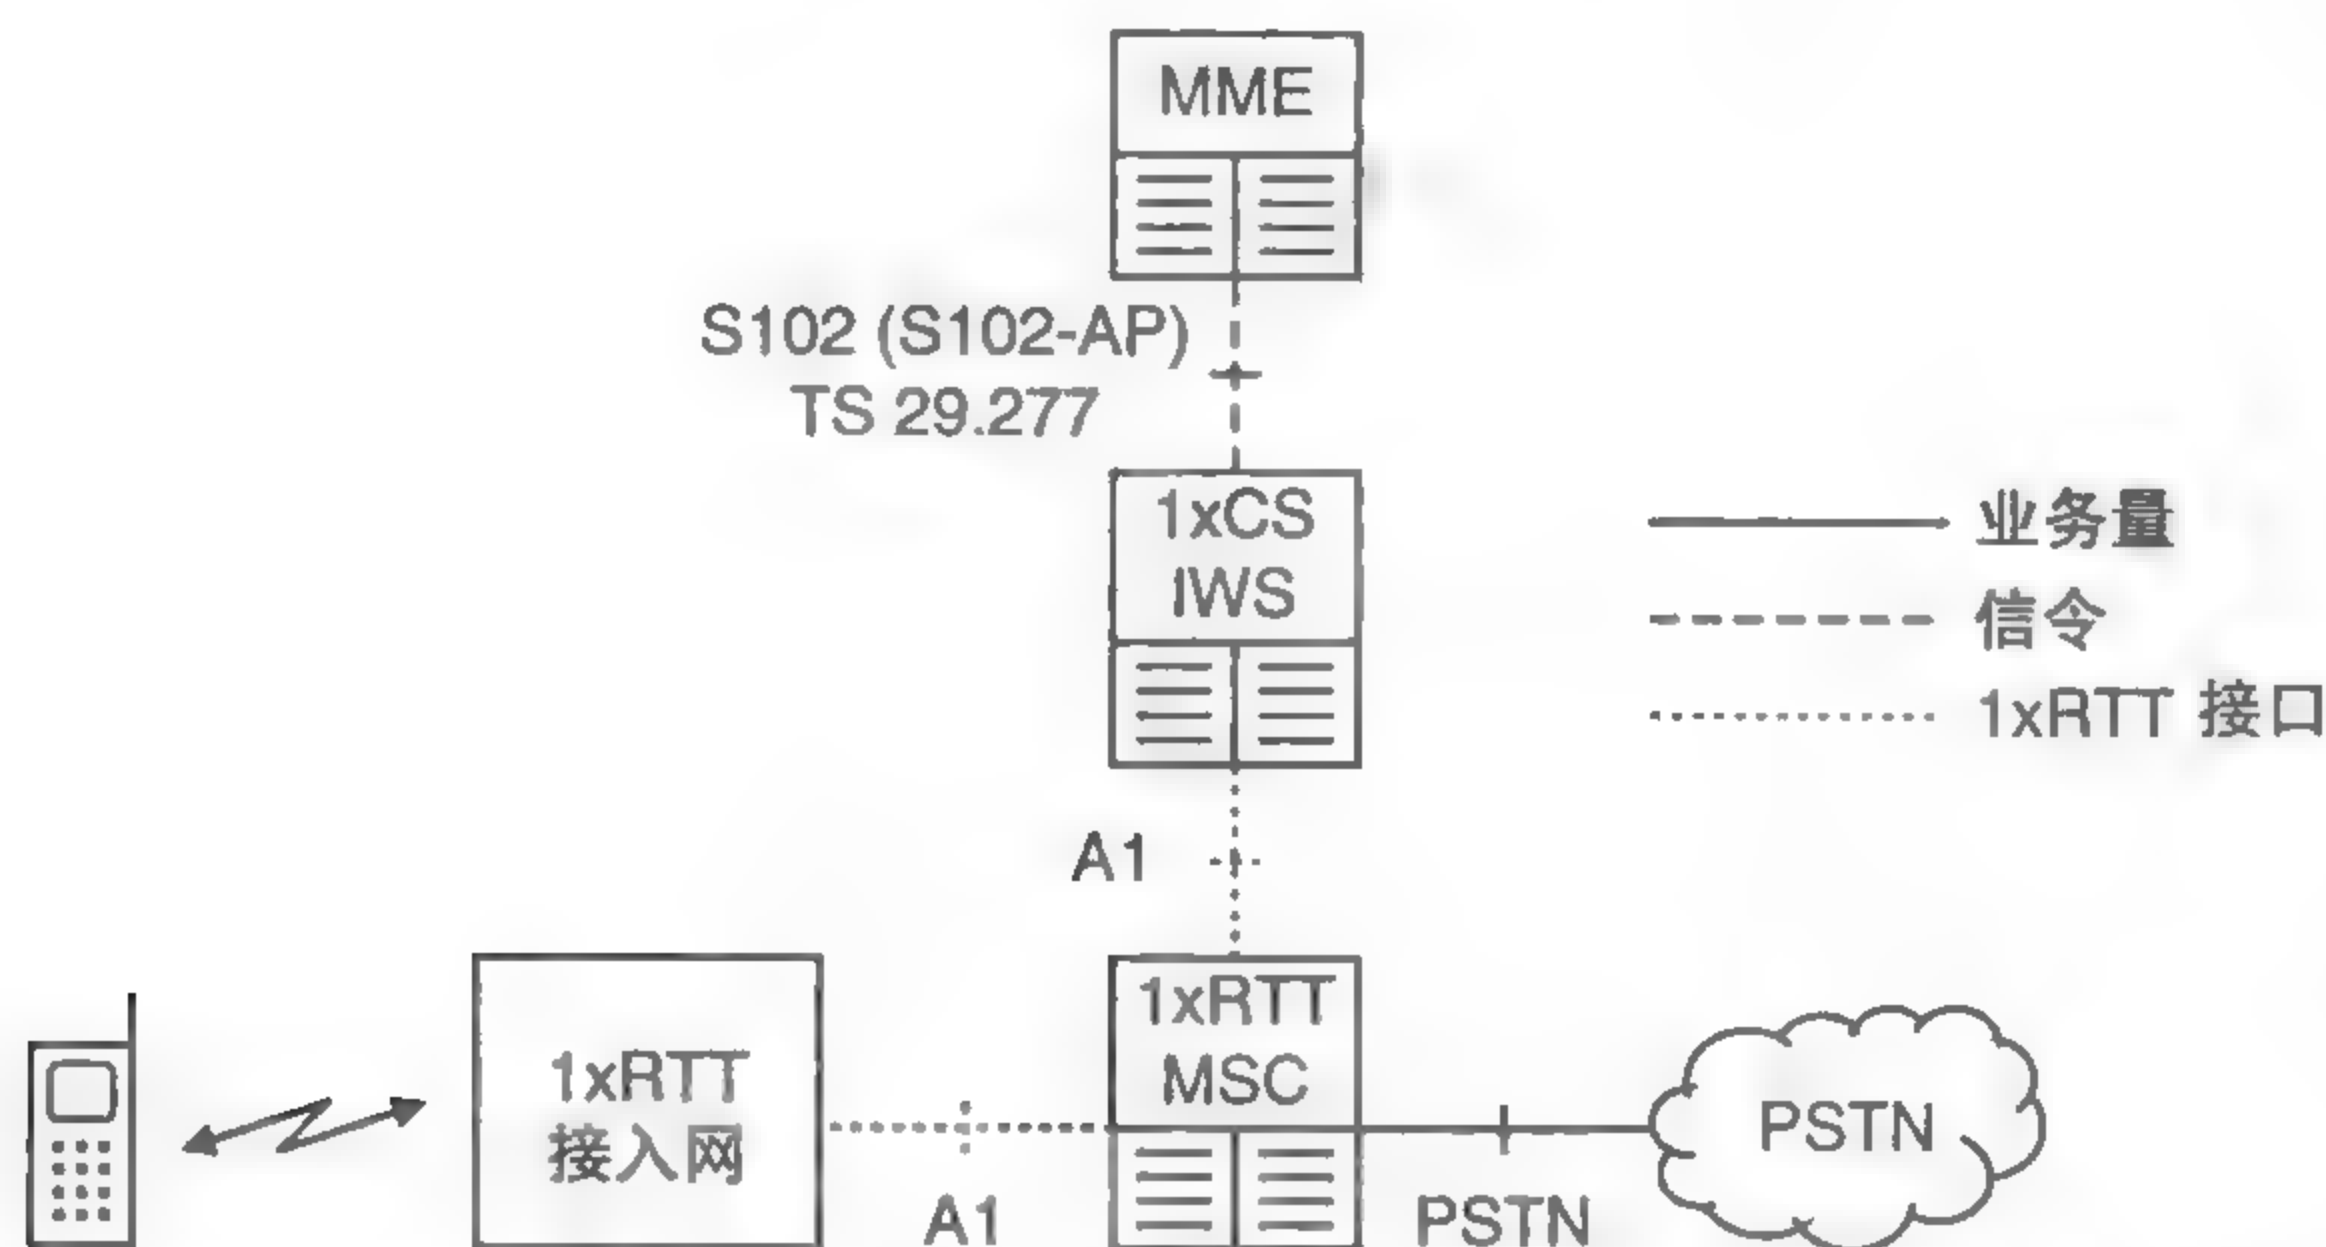 MME
S102 (S102-AP)
TS 29.277
1xCS
IWS
业务量
信令
1xRTT 接口
A1
1xRTT
接入网
A1
1xRTT
MSC
PSTN
PSTN